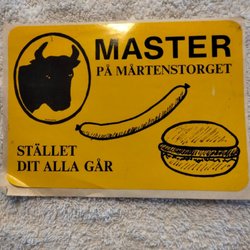 MASTER
PÅ MÅRTENSTORGET
STÄLLET
DIT ALLA GÅR